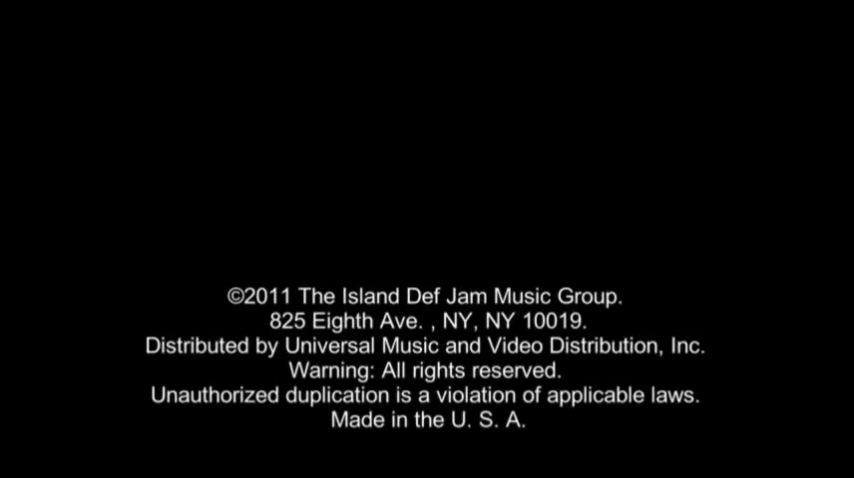 ©2011 The Island Def Jam Music Group.
825 Eighth Ave. , NY, NY 10019.
Distributed by Universal Music and Video Distribution, Inc.
Warning: All rights reserved.
Unauthorized duplication is a violation of applicable laws.
Made in the U. S. A.